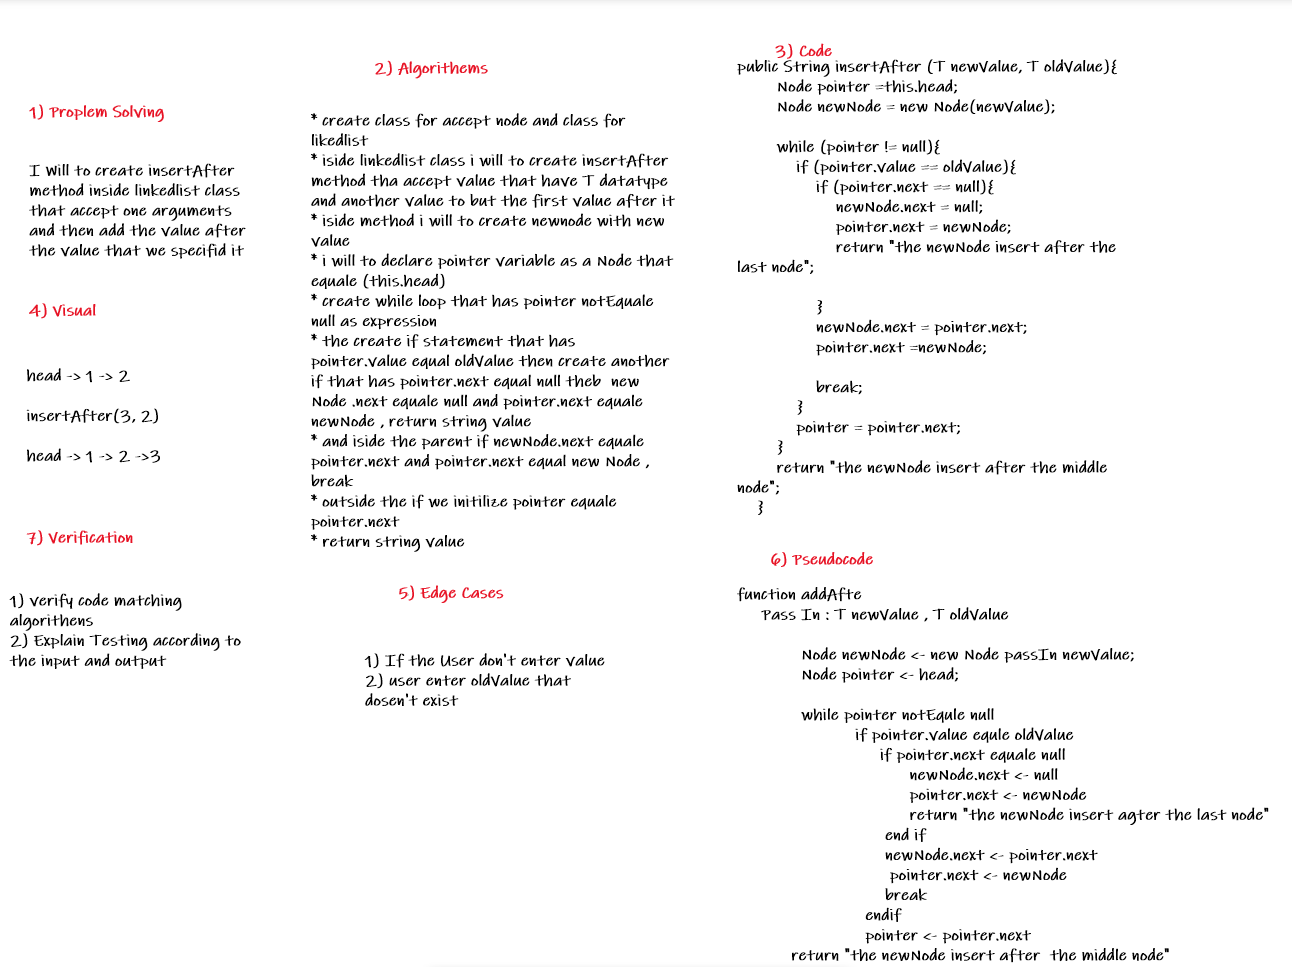 1) Proplem Solving
I Will to create insertAfter
method inside linkedlist class
that accept one arguments
and then add the value after
the value that we specifid it
4) Visual
head -> 1 -> 2
insertAfter(3, 2)
head -> 1 -> 2 ->3
7) Verification
1) verify code matching
algorithens
2) Explain Testing according to
the input and output
2) Algorithems
* create class for accept node and class for
likedlist
* iside linkedlist class i will to create insertAfter
method tha accept value that have T datatype
and another value to but the first value after it
* iside method i will to create newnode with new
value
* i will to declare pointer variable as a Node that
equale (this.head)
* create while loop that has pointer notEquale
null as expression
* the create if statement that has
pointer.value equal oldValue then create another
if that has pointer.next equal null theb new
Node .next equale null and pointer.next equale
newNode , return string value
* and iside the parent if newNode.next equale
pointer.next and pointer.next equal new Node ,
break
* outside the if we initilize pointer equale
pointer.next
* return string value
5) Edge Cases
1) If the User don't enter value
2) user enter oldValue that
dosen't exist
3) Code
public String insertAfter (T newValue, T oldValue){
Node pointer =this.head;
Node newNode = new Node(newValue);
while (pointer != null){
if (pointer.value == oldValue){
if (pointer.next == null){
newNode.next = null;
pointer.next = newNode;
return "the newNode insert after the
last node";
}
newNode.next = pointer.next;
pointer.next =newNode;
break;
}
pointer = pointer.next;
}
return "the newNode insert after the middle
node";
}
6) Pseudocode
function addAfte
Pass In : T newValue , T oldValue
Node newNode <- new Node passIn newValue;
Node pointer <- head;
while pointer notEqule null
if pointer.value equle oldValue
if pointer.next equale null
newNode.next <- null
pointer.next <- newNode
return "the newNode insert agter the last node"
end if
newNode.next <- pointer.next
pointer.next <- newNode
break
endif
pointer <- pointer.next
return "the newNode insert after the middle node"